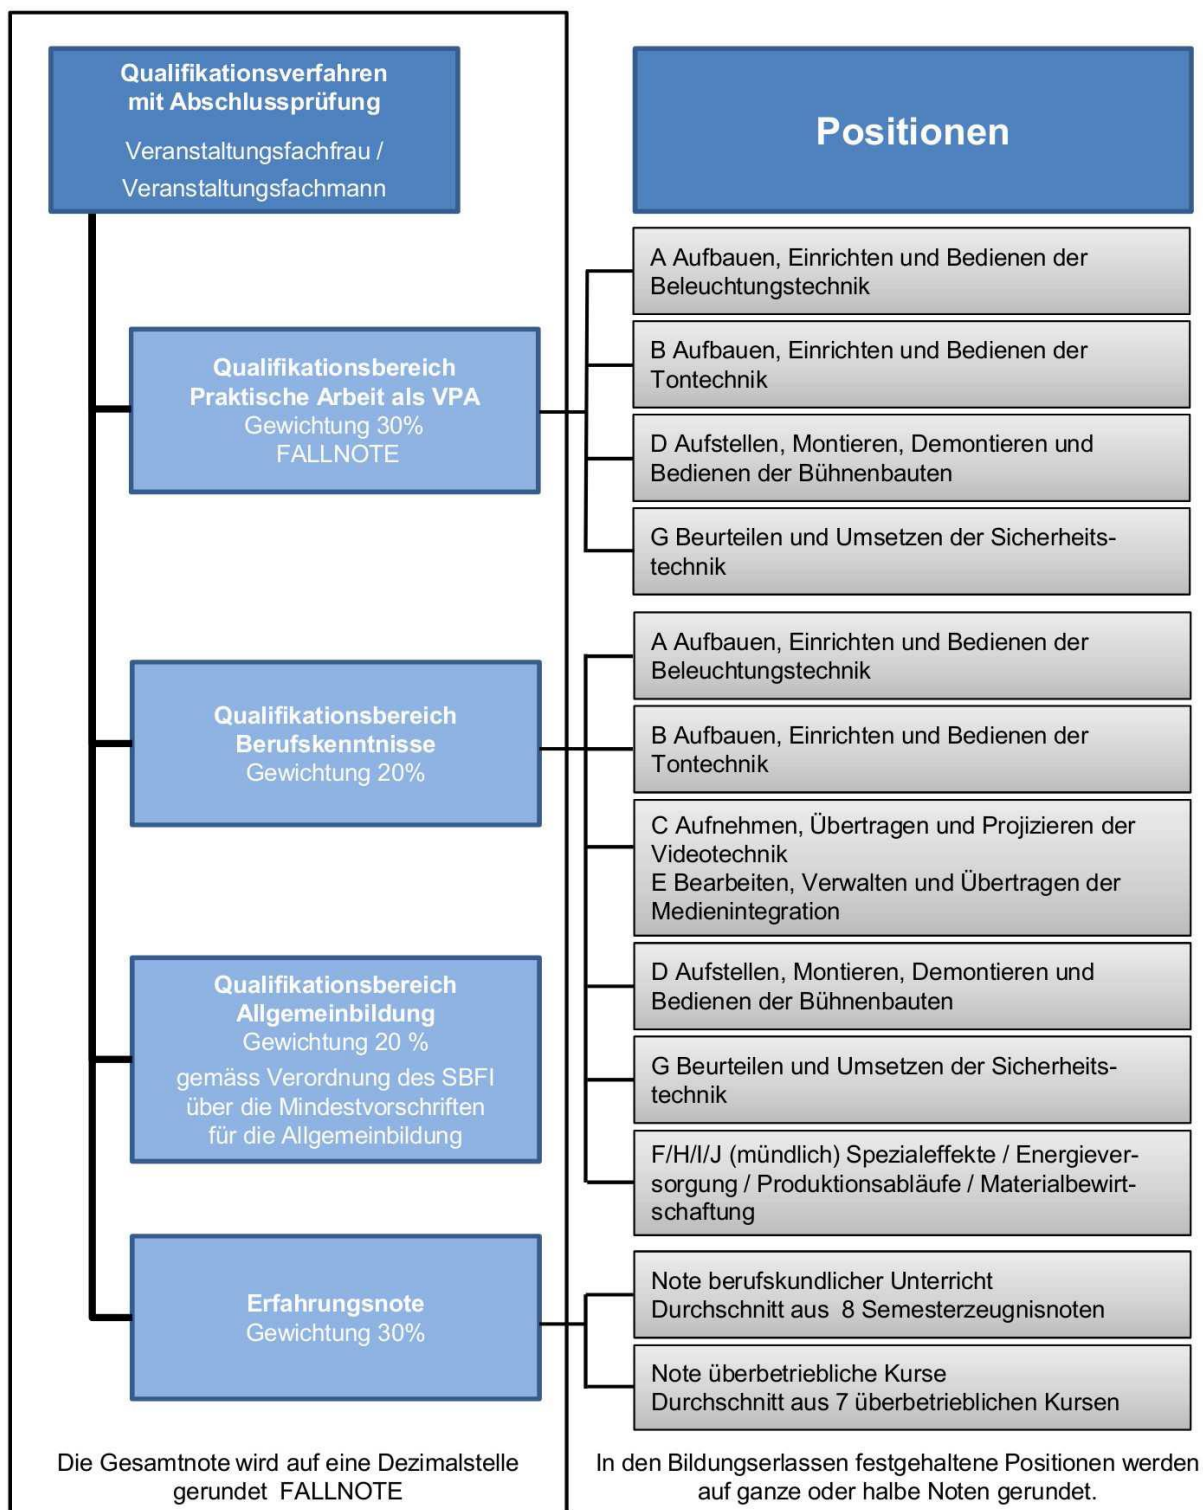 Qualifikationsverfahren
mit Abschlussprüfung
Veranstaltungsfachfrau /
Veranstaltungsfachmann
Positionen
Qualifikationsbereich
Praktische Arbeit als VPA
Gewichtung 30%
FALLNOTE
A Aufbauen, Einrichten und Bedienen der
Beleuchtungstechnik
B Aufbauen, Einrichten und Bedienen der
Tontechnik
D Aufstellen, Montieren, Demontieren und
Bedienen der Bühnenbauten
G Beurteilen und Umsetzen der Sicherheits-
technik
Qualifikationsbereich
Berufskenntnisse
Gewichtung 20%
A Aufbauen, Einrichten und Bedienen der
Beleuchtungstechnik
B Aufbauen, Einrichten und Bedienen der
Tontechnik
C Aufnehmen, Übertragen und Projizieren der
Videotechnik
E Bearbeiten, Verwalten und Übertragen der
Medienintegration
D Aufstellen, Montieren, Demontieren und
Bedienen der Bühnenbauten
G Beurteilen und Umsetzen der Sicherheits-
technik
F/H/I/J (mündlich) Spezialeffekte / Energiever-
sorgung / Produktionsabläufe / Materialbewirt-
schaftung
Qualifikationsbereich
Allgemeinbildung
Gewichtung 20 %
gemäss Verordnung des SBFI
über die Mindestvorschriften
für die Allgemeinbildung
Erfahrungsnote
Gewichtung 30%
Note berufskundlicher Unterricht
Durchschnitt aus 8 Semesterzeugnisnoten
Note überbetriebliche Kurse
Durchschnitt aus 7 überbetrieblichen Kursen
Die Gesamtnote wird auf eine Dezimalstelle
gerundet FALLNOTE
In den Bildungserlassen festgehaltene Positionen werden
auf ganze oder halbe Noten gerundet.